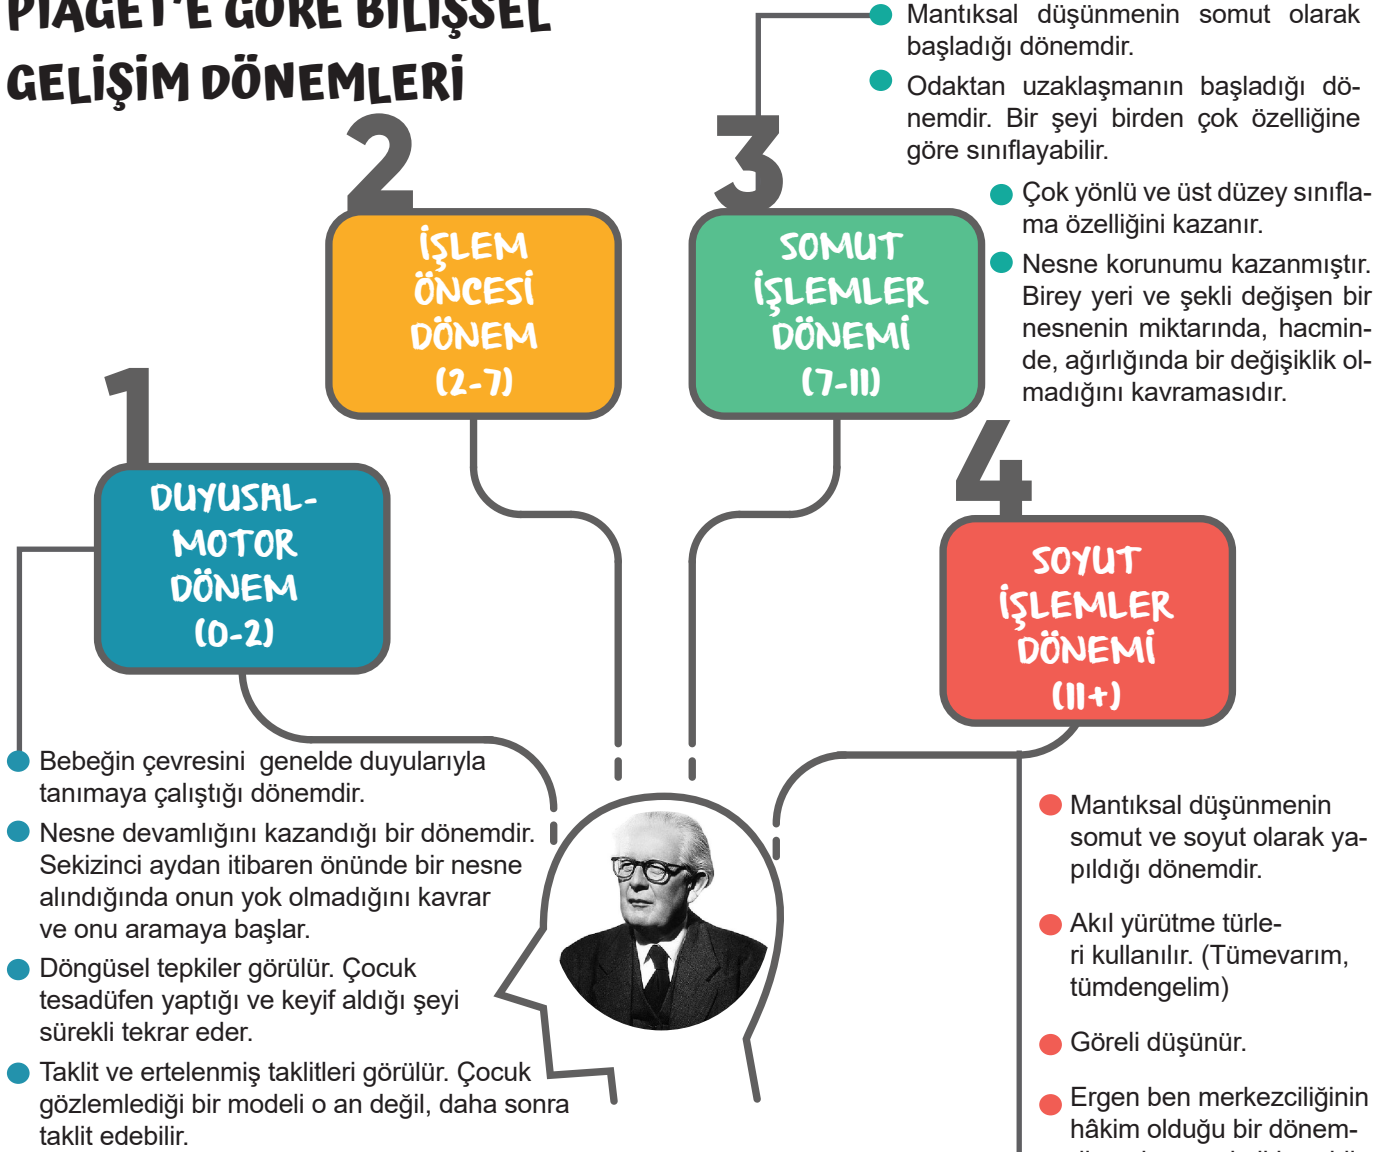 PIAGET'E GÖRE BİLİŞSEL
GELİŞİM DÖNEMLERİ
1
DUYUSAL-
MOTOR
DÖNEM
(0-2)
Bebeğin çevresini genelde duyularıyla
tanımaya çalıştığı dönemdir.
Nesne devamlığını kazandığı bir dönemdir.
Sekizinci aydan itibaren önünde bir nesne
alındığında onun yok olmadığını kavrar
ve onu aramaya başlar.
Döngüsel tepkiler görülür. Çocuk
tesadüfen yaptığı ve keyif aldığı şeyi
sürekli tekrar eder.
Taklit ve ertelenmiş taklitleri görülür. Çocuk
gözlemlediği bir modeli o an değil, daha sonra
taklit edebilir.
2
İŞLEM
ÖNCESİ
DÖNEM
(2-7)
3
SOMUT
İŞLEMLER
DÖNEMİ
(7-11)
Mantıksal düşünmenin somut olarak
başladığı dönemdir.
Odaktan uzaklaşmanın başladığı dö-
nemdir. Bir şeyi birden çok özelliğine
göre sınıflayabilir.
Çok yönlü ve üst düzey sınıfla-
ma özelliğini kazanır.
Nesne korunumu kazanmıştır.
Birey yeri ve şekli değişen bir
nesnenin miktarında, hacmin-
de, ağırlığında bir değişiklik ol-
madığını kavramasıdır.
4
SOYUT
İŞLEMLER
DÖNEMİ
(11+)
Mantıksal düşünmenin
somut ve soyut olarak ya-
pıldığı dönemdir.
Akıl yürütme türle-
ri kullanılır. (Tümevarım,
tümdengelim)
Göreli düşünür.
Ergen ben merkezciliğinin
hâkim olduğu bir dönem-